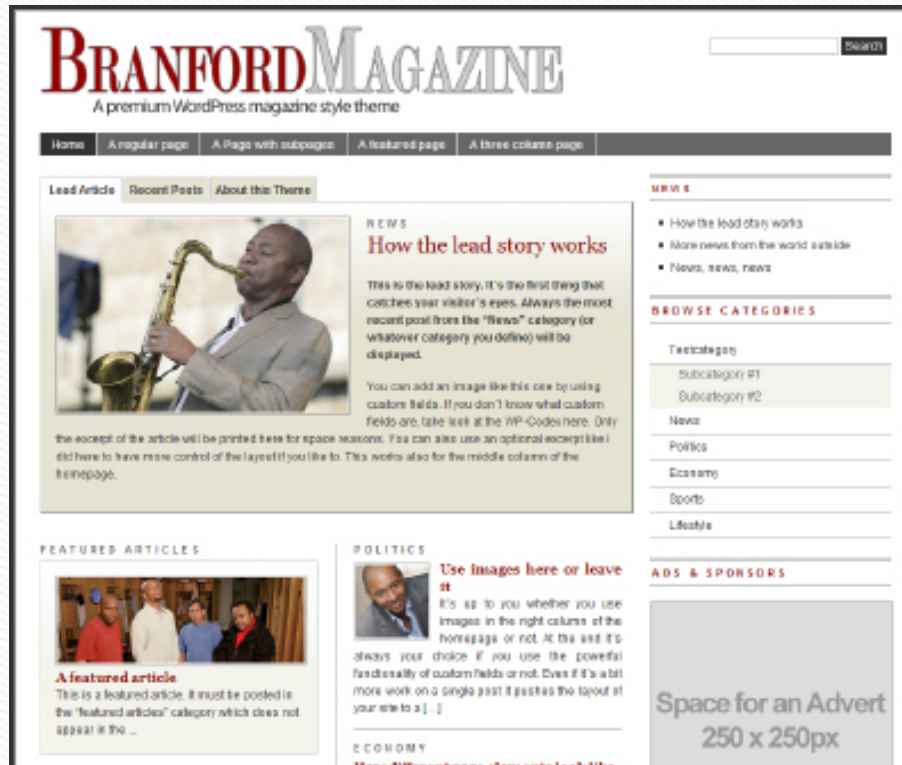 BRANFORDMAGAZINE
A premium WordPress magazine style theme
Search
Home A regular page A Page with subpages A featured page A three column page
Lead Article Recent Posts About this Theme
NEWS
How the lead story works
This is the lead story. It's the first thing that
catches your visitor's eyes. Always the most
recent post from the "News" category (or
whatever category you define) will be
displayed.
You can add an image like this one by using
custom fields. If you don't know what custom
fields are, take look at the WP-Codes here. Only
the excerpt of the article will be printed here for space reasons. You can also use an optional excerpt like I
did here to have more control of the layout if you like to. This works also for the middle column of the
homepage.
FEATURED ARTICLES
A featured article
This is a featured article. It must be posted in
the "featured articles" category which does not
appear in the ...
POLITICS
Use images here or leave
it
It's up to you whether you use
images in the right column of the
homepage or not. At the end it's
always your choice if you use the powerful
functionality of custom fields or not. Even if it's a bit
more work on a single post it pushes the layout of
your site to a [...]
ECONOMY
NEWS
How the lead story works
More news from the world outside
News, news, news
BROWSE CATEGORIES
Testcategory
Subcategory #1
Subcategory #2
News
Politics
Economy
Sports
Lifestyle
ADS & SPONSORS
Space for an Advert
250 x 250px